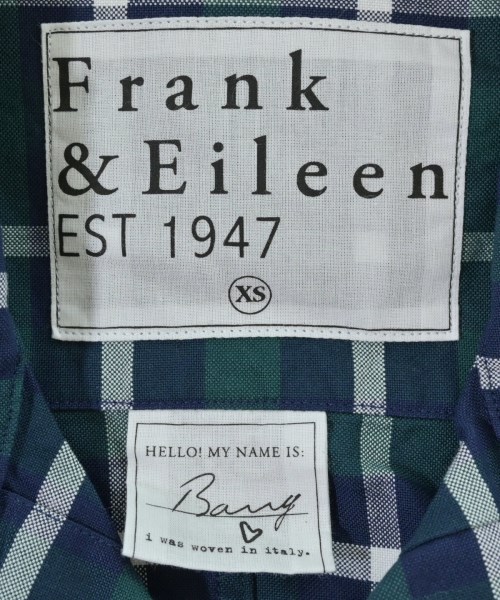 Frank
& Eileen
EST 1947
XS
HELLO! MY NAME IS:
Barry
i was woven in italy.